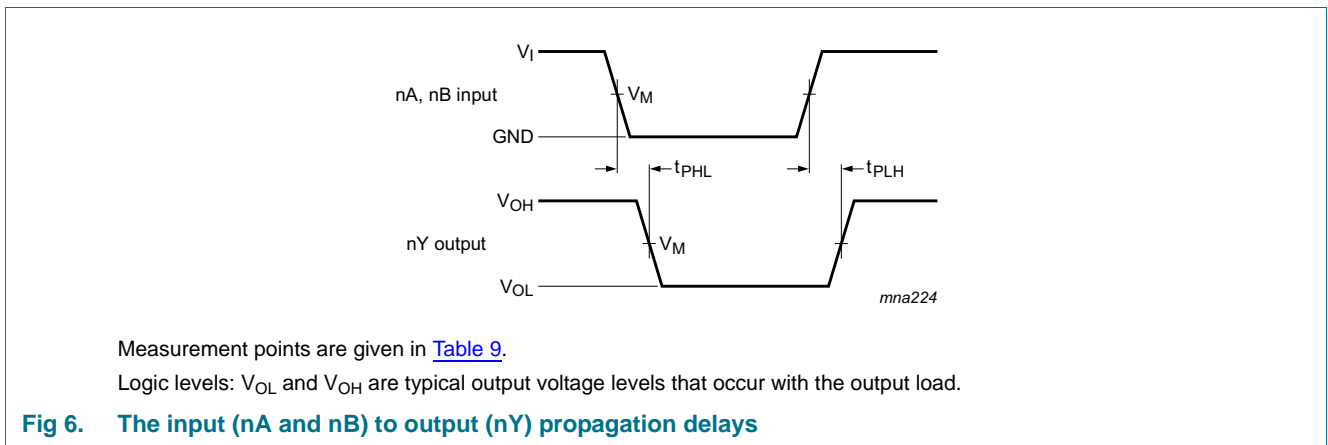 VI
nA, nB input
VM
GND
tPHL
tPLH
VOH
nY output
VM
VOL
mna224
Measurement points are given in Table 9.
Logic levels: VOL and VOH are typical output voltage levels that occur with the output load.
Fig 6. The input (nA and nB) to output (nY) propagation delays